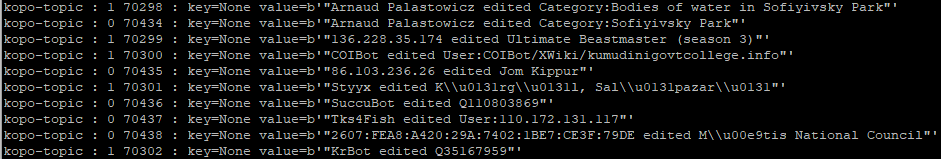 kopo-topic : 1 70298 : key=None value=b'"Arnaud Palastowicz edited Category:Bodies of water in Sofiyivsky Park"'
kopo-topic : 0 70434 : key=None value=b'"Arnaud Palastowicz edited Category:Sofiyivsky Park"'
kopo-topic : 1 70299 : key=None value=b'"136.228.35.174 edited Ultimate Beastmaster (season 3)"'
kopo-topic : 1 70300 : key=None value=b'"COIBot edited User:COIBot/XWiki/kumudinigovtcollege.info"'
kopo-topic : 0 70435 : key=None value=b'"86.103.236.26 edited Jom Kippur"'
kopo-topic : 1 70301 : key=None value=b'"Styyx edited K\\u0131rg\\u0131l, Sal\\u0131pazar\\u0131"'
kopo-topic : 0 70436 : key=None value=b'"SuccuBot edited Q110803869"'
kopo-topic : 0 70437 : key=None value=b'"Tks4Fish edited User:110.172.131.117"'
kopo-topic : 0 70438 : key=None value=b'"2607:FEA8:A420:29A:7402:1BE7:CE3F:79DE edited M\\u00e9tis National Council"'
kopo-topic : 1 70302 : key=None value=b'"KrBot edited Q35167959"'